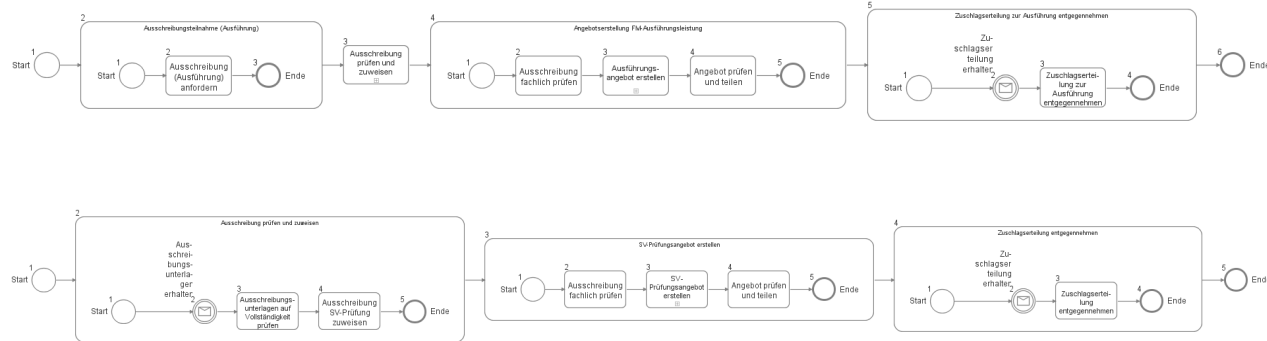 2
Ausschreibungsteilnahme (Ausführung)
1
Start
1
Start
2
Ausschreibung
(Ausführung)
anfordern
3
Ende
3
Ausschreibung
prüfen und
zuweisen
4
Angebotserstellung FM-Ausführungsleistung
1
Start
2
Ausschreibung
fachlich prüfen
3
Ausführungs-
angebot erstellen
4
Angebot prüfen
und teilen
5
Ende
5
Zuschlagserteilung zur Ausführung entgegennehmen
1
Start
Zu-
schlagser
teilung
erhalten
2
3
Zuschlagsertei-
lung zur
Ausführung
entgegennehmen
4
Ende
6
Ende
1
Start
2
Ausschreibung prüfen und zuweisen
1
Start
Aus-
schrei-
bungs-
unterla-
ger
erhalten
2
3
Ausschreibungs-
unterlagen auf
Vollständigkeit
prüfen
4
Ausschreibung
SV-Prüfung
zuweisen
5
Ende
3
SV-Prüfungsangebot erstellen
1
Start
2
Ausschreibung
fachlich prüfen
3
SV-
Prüfungsangebot
erstellen
4
Angebot prüfen
und teilen
5
Ende
4
Zuschlagserteilung entgegennehmen
1
Start
Zu-
schlagser
teilung
erhalten
2
3
Zuschlagsertei-
lung
entgegennehmen
4
Ende
5
Ende